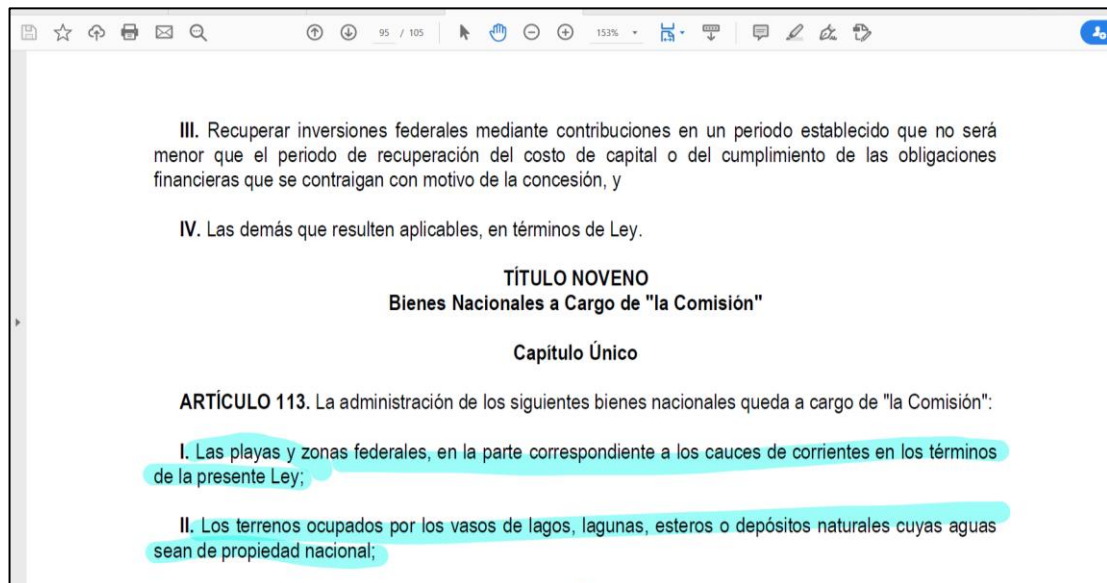 95 / 105
153%
III. Recuperar inversiones federales mediante contribuciones en un periodo establecido que no será
menor que el periodo de recuperación del costo de capital o del cumplimiento de las obligaciones
financieras que se contraigan con motivo de la concesión, y
IV. Las demás que resulten aplicables, en términos de Ley.
TÍTULO NOVENO
Bienes Nacionales a Cargo de "la Comisión"
Capítulo Único
ARTÍCULO 113. La administración de los siguientes bienes nacionales queda a cargo de "la Comisión":
I. Las playas y zonas federales, en la parte correspondiente a los cauces de corrientes en los términos
de la presente Ley;
II. Los terrenos ocupados por los vasos de lagos, lagunas, esteros o depósitos naturales cuyas aguas
sean de propiedad nacional;